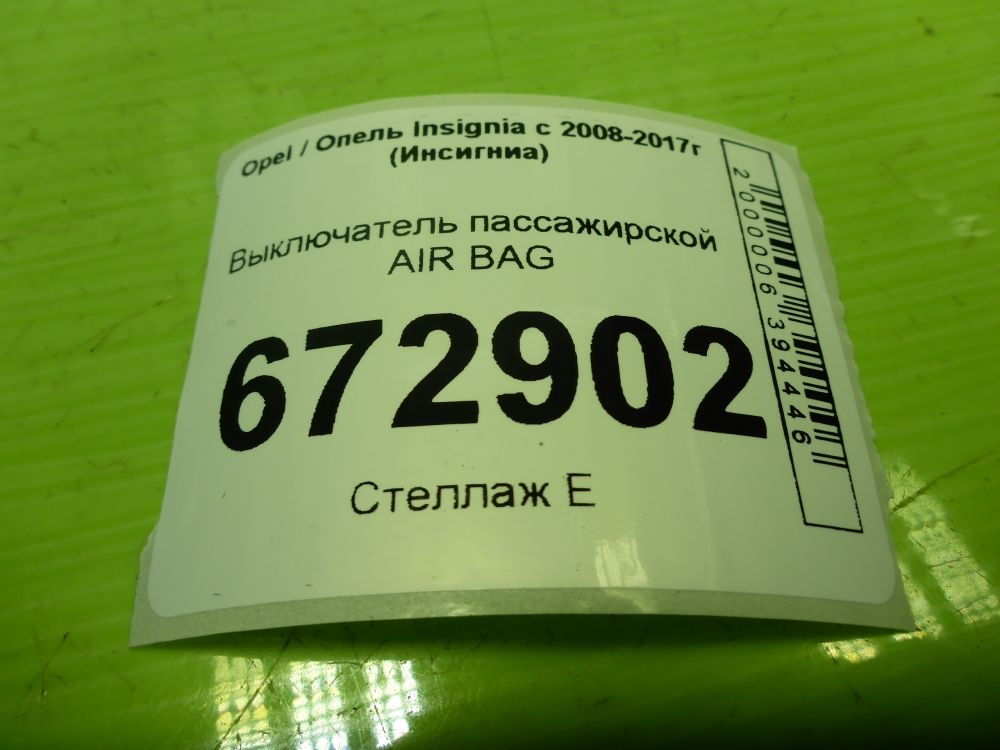 Opel / Опель Insignia с 2008-2017г
(Инсигниа)
Выключатель пассажирской
AIR BAG
672902
Стеллаж E
2000006394446